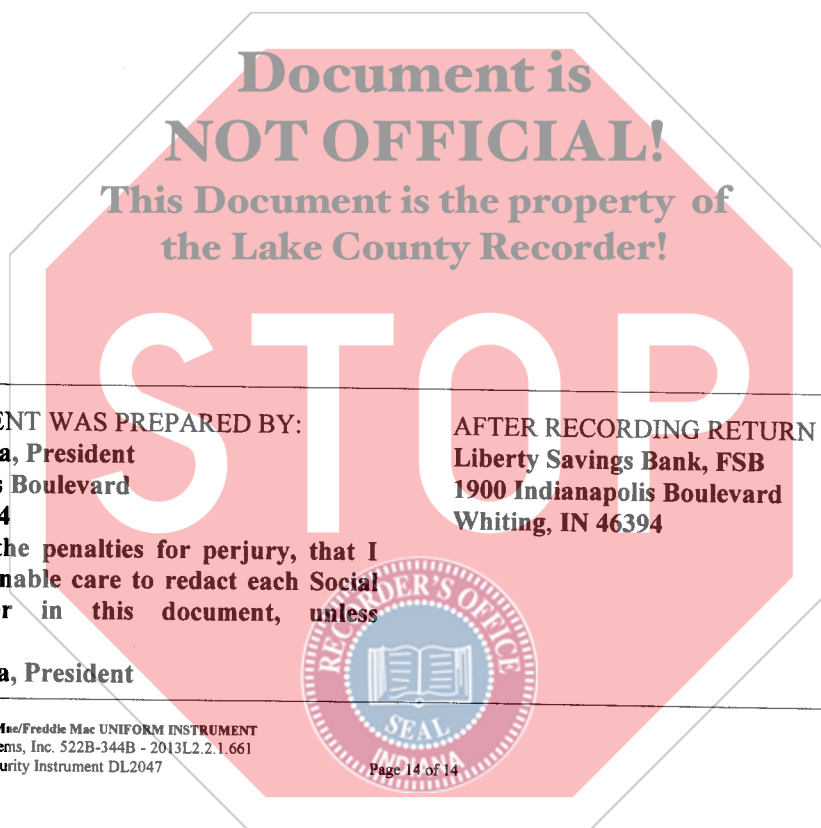 Document is
NOT OFFICIAL!
This Document is the property of
the Lake County Recorder!
STOP
ENT WAS PREPARED BY:
a, President
s Boulevard
4
the penalties for perjury, that I
nable care to redact each Social
r in this document, unless
a, President
AFTER RECORDING RETURN
Liberty Savings Bank, FSB
1900 Indianapolis Boulevard
Whiting, IN 46394
RECORDER'S OFFICE
SEAL
INDIANA
Mae/Freddie Mac UNIFORM INSTRUMENT
ems, Inc. 522B-344B - 2013L2.2.1.661
urity Instrument DL2047
Page 14 of 14